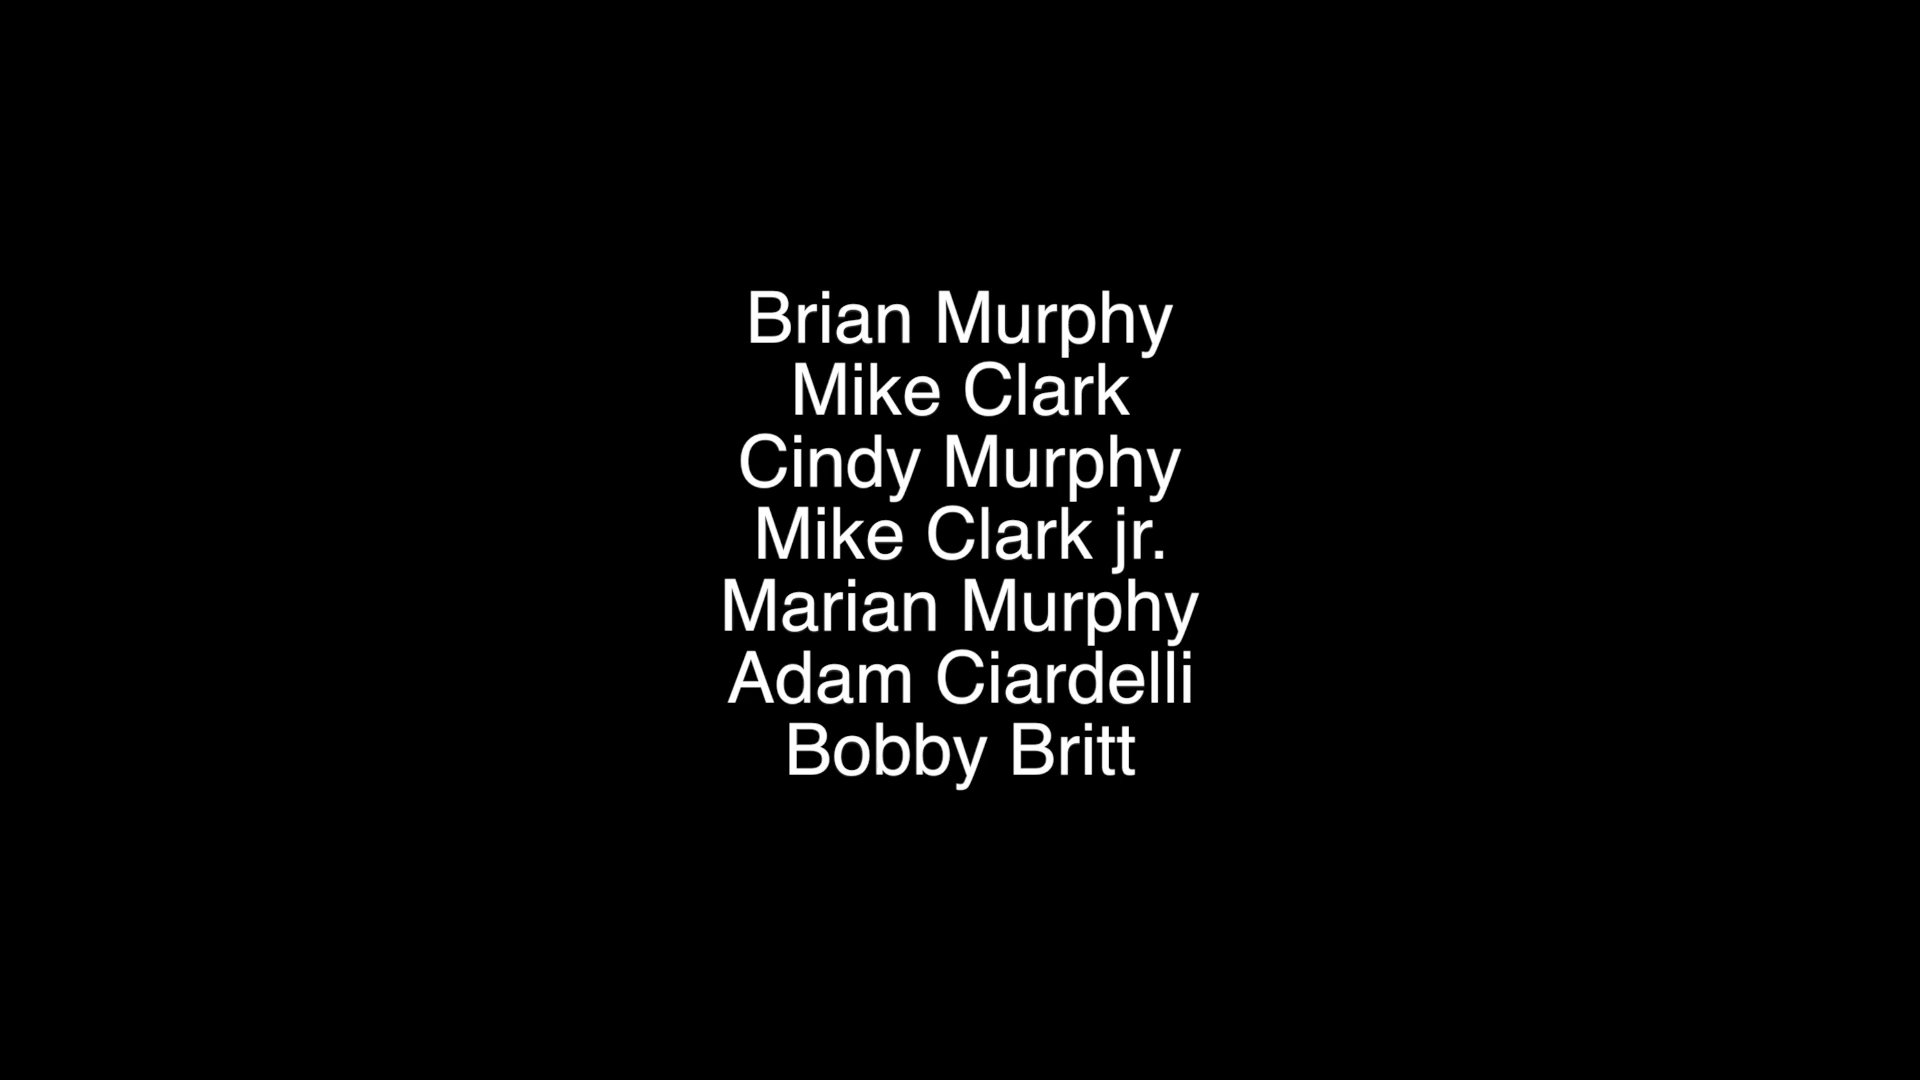 Brian Murphy
Mike Clark
Cindy Murphy
Mike Clark jr.
Marian Murphy
Adam Ciardelli
Bobby Britt